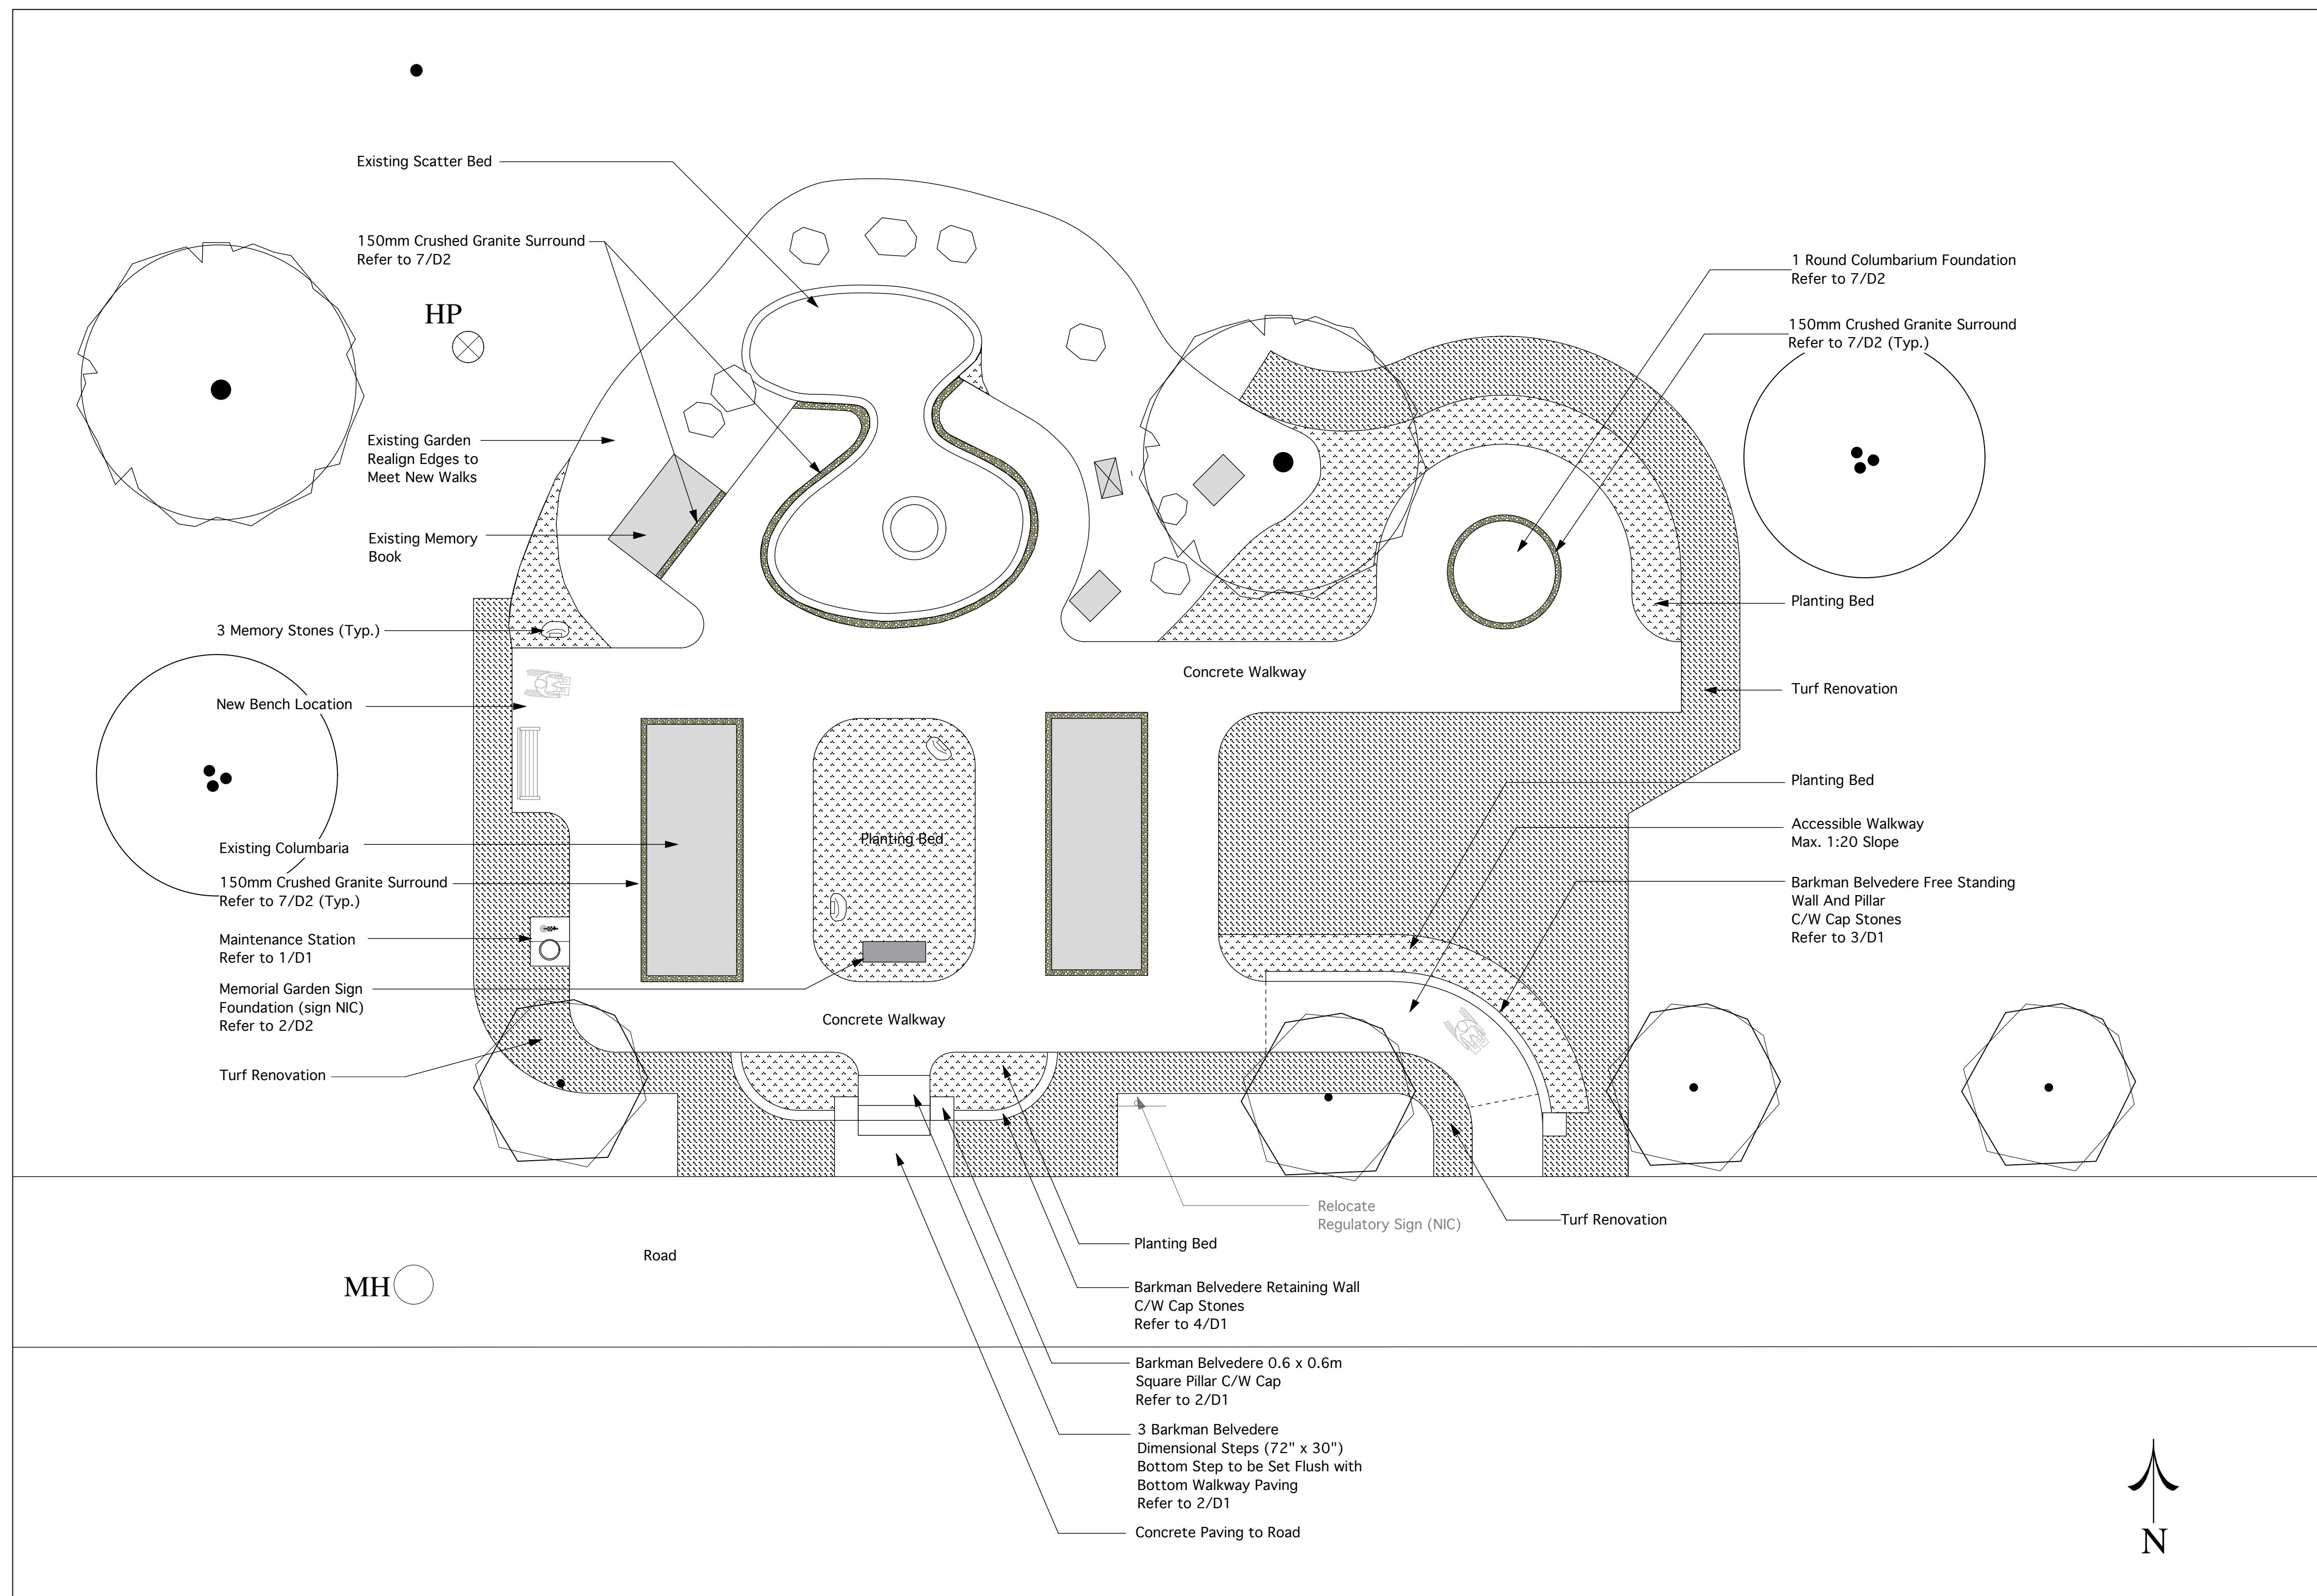 Existing Scatter Bed
150mm Crushed Granite Surround
Refer to 7/D2
HP
Existing Garden
Realign Edges to
Meet New Walks
Existing Memory
Book
3 Memory Stones (Typ.)
New Bench Location
Existing Columbaria
150mm Crushed Granite Surround
Refer to 7/D2 (Typ.)
Maintenance Station
Refer to 1/D1
Memorial Garden Sign
Foundation (sign NIC)
Refer to 2/D2
Turf Renovation
Concrete Walkway
Planting Bed
Concrete Walkway
1 Round Columbarium Foundation
Refer to 7/D2
150mm Crushed Granite Surround
Refer to 7/D2 (Typ.)
Planting Bed
Turf Renovation
Planting Bed
Accessible Walkway
Max. 1:20 Slope
Barkman Belvedere Free Standing
Wall And Pillar
C/W Cap Stones
Refer to 3/D1
Relocate
Regulatory Sign (NIC)
Turf Renovation
Road
MH
Planting Bed
Barkman Belvedere Retaining Wall
C/W Cap Stones
Refer to 4/D1
Barkman Belvedere 0.6 x 0.6m
Square Pillar C/W Cap
Refer to 2/D1
3 Barkman Belvedere
Dimensional Steps (72" x 30")
Bottom Step to be Set Flush with
Bottom Walkway Paving
Refer to 2/D1
Concrete Paving to Road
N